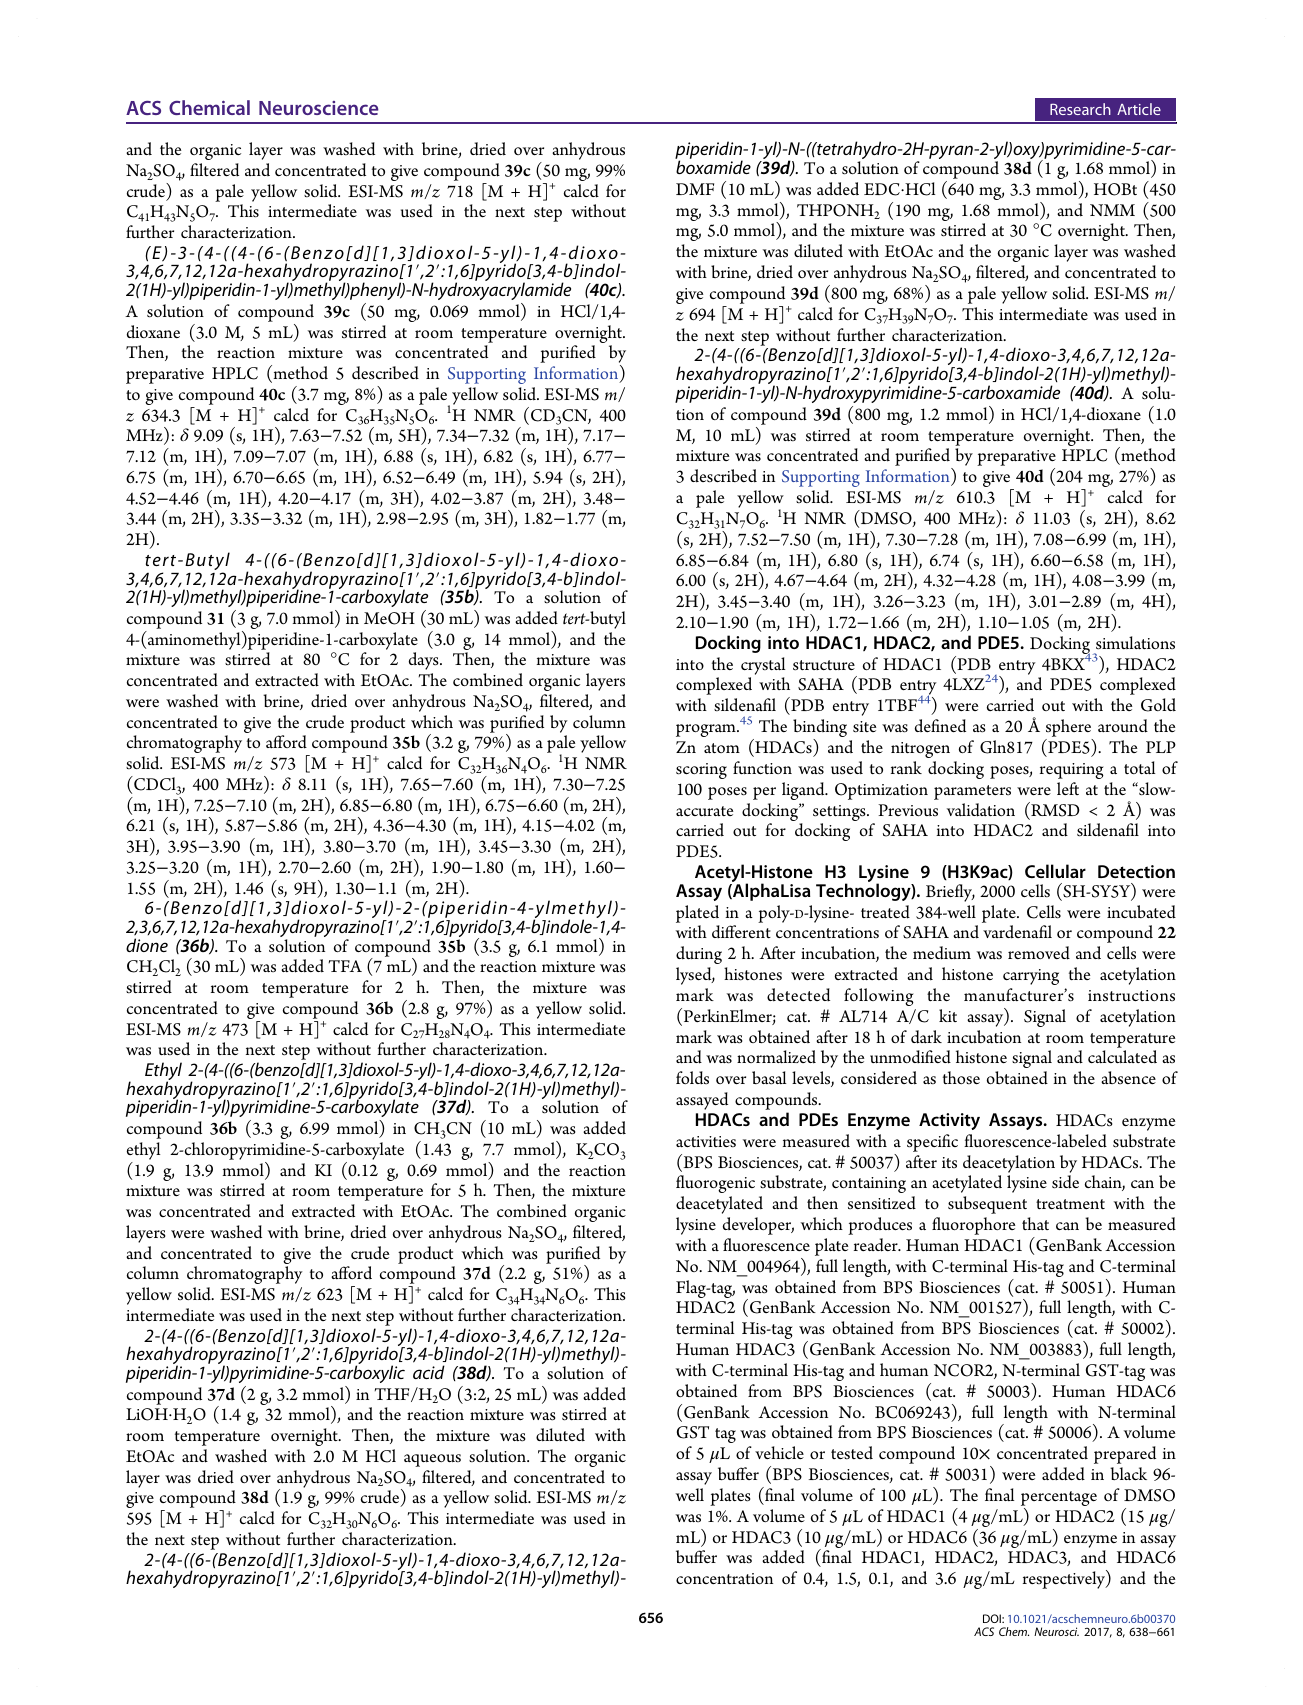 ACS Chemical Neuroscience
Research Article
and the organic layer was washed with brine, dried over anhydrous
Na₂SO₄, filtered and concentrated to give compound 39c (50 mg, 99%
crude) as a pale yellow solid. ESI-MS m/z 718 [M + H]⁺ calcd for
C₄₁H₄₃N₅O₇. This intermediate was used in the next step without
further characterization.
(E)-3-(4-((4-(6-(Benzo[d][1,3]dioxol-5-yl)-1,4-dioxo-
3,4,6,7,12,12a-hexahydropyrazino[1′,2′:1,6]pyrido[3,4-b]indol-
2(1H)-yl)piperidin-1-yl)methyl)phenyl)-N-hydroxyacrylamide (40c).
A solution of compound 39c (50 mg, 0.069 mmol) in HCl/1,4-
dioxane (3.0 M, 5 mL) was stirred at room temperature overnight.
Then, the reaction mixture was concentrated and purified by
preparative HPLC (method 5 described in Supporting Information)
to give compound 40c (3.7 mg, 8%) as a pale yellow solid. ESI-MS m/
z 634.3 [M + H]⁺ calcd for C₃₆H₃₅N₅O₆. ¹H NMR (CD₃CN, 400
MHz): δ 9.09 (s, 1H), 7.63−7.52 (m, 5H), 7.34−7.32 (m, 1H), 7.17−
7.12 (m, 1H), 7.09−7.07 (m, 1H), 6.88 (s, 1H), 6.82 (s, 1H), 6.77−
6.75 (m, 1H), 6.70−6.65 (m, 1H), 6.52−6.49 (m, 1H), 5.94 (s, 2H),
4.52−4.46 (m, 1H), 4.20−4.17 (m, 3H), 4.02−3.87 (m, 2H), 3.48−
3.44 (m, 2H), 3.35−3.32 (m, 1H), 2.98−2.95 (m, 3H), 1.82−1.77 (m,
2H).
tert-Butyl 4-((6-(Benzo[d][1,3]dioxol-5-yl)-1,4-dioxo-
3,4,6,7,12,12a-hexahydropyrazino[1′,2′:1,6]pyrido[3,4-b]indol-
2(1H)-yl)methyl)piperidine-1-carboxylate (35b). To a solution of
compound 31 (3 g, 7.0 mmol) in MeOH (30 mL) was added tert-butyl
4-(aminomethyl)piperidine-1-carboxylate (3.0 g, 14 mmol), and the
mixture was stirred at 80 °C for 2 days. Then, the mixture was
concentrated and extracted with EtOAc. The combined organic layers
were washed with brine, dried over anhydrous Na₂SO₄, filtered, and
concentrated to give the crude product which was purified by column
chromatography to afford compound 35b (3.2 g, 79%) as a pale yellow
solid. ESI-MS m/z 573 [M + H]⁺ calcd for C₃₂H₃₆N₄O₆. ¹H NMR
(CDCl₃, 400 MHz): δ 8.11 (s, 1H), 7.65−7.60 (m, 1H), 7.30−7.25
(m, 1H), 7.25−7.10 (m, 2H), 6.85−6.80 (m, 1H), 6.75−6.60 (m, 2H),
6.21 (s, 1H), 5.87−5.86 (m, 2H), 4.36−4.30 (m, 1H), 4.15−4.02 (m,
3H), 3.95−3.90 (m, 1H), 3.80−3.70 (m, 1H), 3.45−3.30 (m, 2H),
3.25−3.20 (m, 1H), 2.70−2.60 (m, 2H), 1.90−1.80 (m, 1H), 1.60−
1.55 (m, 2H), 1.46 (s, 9H), 1.30−1.1 (m, 2H).
6-(Benzo[d][1,3]dioxol-5-yl)-2-(piperidin-4-ylmethyl)-
2,3,6,7,12,12a-hexahydropyrazino[1′,2′:1,6]pyrido[3,4-b]indole-1,4-
dione (36b). To a solution of compound 35b (3.5 g, 6.1 mmol) in
CH₂Cl₂ (30 mL) was added TFA (7 mL) and the reaction mixture was
stirred at room temperature for 2 h. Then, the mixture was
concentrated to give compound 36b (2.8 g, 97%) as a yellow solid.
ESI-MS m/z 473 [M + H]⁺ calcd for C₂₇H₂₈N₄O₄. This intermediate
was used in the next step without further characterization.
Ethyl 2-(4-((6-(benzo[d][1,3]dioxol-5-yl)-1,4-dioxo-3,4,6,7,12,12a-
hexahydropyrazino[1′,2′:1,6]pyrido[3,4-b]indol-2(1H)-yl)methyl)-
piperidin-1-yl)pyrimidine-5-carboxylate (37d). To a solution of
compound 36b (3.3 g, 6.99 mmol) in CH₃CN (10 mL) was added
ethyl 2-chloropyrimidine-5-carboxylate (1.43 g, 7.7 mmol), K₂CO₃
(1.9 g, 13.9 mmol) and KI (0.12 g, 0.69 mmol) and the reaction
mixture was stirred at room temperature for 5 h. Then, the mixture
was concentrated and extracted with EtOAc. The combined organic
layers were washed with brine, dried over anhydrous Na₂SO₄, filtered,
and concentrated to give the crude product which was purified by
column chromatography to afford compound 37d (2.2 g, 51%) as a
yellow solid. ESI-MS m/z 623 [M + H]⁺ calcd for C₃₄H₃₄N₆O₆. This
intermediate was used in the next step without further characterization.
2-(4-((6-(Benzo[d][1,3]dioxol-5-yl)-1,4-dioxo-3,4,6,7,12,12a-
hexahydropyrazino[1′,2′:1,6]pyrido[3,4-b]indol-2(1H)-yl)methyl)-
piperidin-1-yl)pyrimidine-5-carboxylic acid (38d). To a solution of
compound 37d (2 g, 3.2 mmol) in THF/H₂O (3:2, 25 mL) was added
LiOH·H₂O (1.4 g, 32 mmol), and the reaction mixture was stirred at
room temperature overnight. Then, the mixture was diluted with
EtOAc and washed with 2.0 M HCl aqueous solution. The organic
layer was dried over anhydrous Na₂SO₄, filtered, and concentrated to
give compound 38d (1.9 g, 99% crude) as a yellow solid. ESI-MS m/z
595 [M + H]⁺ calcd for C₃₂H₃₀N₆O₆. This intermediate was used in
the next step without further characterization.
2-(4-((6-(Benzo[d][1,3]dioxol-5-yl)-1,4-dioxo-3,4,6,7,12,12a-
hexahydropyrazino[1′,2′:1,6]pyrido[3,4-b]indol-2(1H)-yl)methyl)-
piperidin-1-yl)-N-((tetrahydro-2H-pyran-2-yl)oxy)pyrimidine-5-car-
boxamide (39d). To a solution of compound 38d (1 g, 1.68 mmol) in
DMF (10 mL) was added EDC·HCl (640 mg, 3.3 mmol), HOBt (450
mg, 3.3 mmol), THPONH₂ (190 mg, 1.68 mmol), and NMM (500
mg, 5.0 mmol), and the mixture was stirred at 30 °C overnight. Then,
the mixture was diluted with EtOAc and the organic layer was washed
with brine, dried over anhydrous Na₂SO₄, filtered, and concentrated to
give compound 39d (800 mg, 68%) as a pale yellow solid. ESI-MS m/
z 694 [M + H]⁺ calcd for C₃₇H₃₉N₇O₇. This intermediate was used in
the next step without further characterization.
2-(4-((6-(Benzo[d][1,3]dioxol-5-yl)-1,4-dioxo-3,4,6,7,12,12a-
hexahydropyrazino[1′,2′:1,6]pyrido[3,4-b]indol-2(1H)-yl)methyl)-
piperidin-1-yl)-N-hydroxypyrimidine-5-carboxamide (40d). A solu-
tion of compound 39d (800 mg, 1.2 mmol) in HCl/1,4-dioxane (1.0
M, 10 mL) was stirred at room temperature overnight. Then, the
mixture was concentrated and purified by preparative HPLC (method
3 described in Supporting Information) to give 40d (204 mg, 27%) as
a pale yellow solid. ESI-MS m/z 610.3 [M + H]⁺ calcd for
C₃₂H₃₁N₇O₆. ¹H NMR (DMSO, 400 MHz): δ 11.03 (s, 2H), 8.62
(s, 2H), 7.52−7.50 (m, 1H), 7.30−7.28 (m, 1H), 7.08−6.99 (m, 1H),
6.85−6.84 (m, 1H), 6.80 (s, 1H), 6.74 (s, 1H), 6.60−6.58 (m, 1H),
6.00 (s, 2H), 4.67−4.64 (m, 2H), 4.32−4.28 (m, 1H), 4.08−3.99 (m,
2H), 3.45−3.40 (m, 1H), 3.26−3.23 (m, 1H), 3.01−2.89 (m, 4H),
2.10−1.90 (m, 1H), 1.72−1.66 (m, 2H), 1.10−1.05 (m, 2H).
Docking into HDAC1, HDAC2, and PDE5. Docking simulations
into the crystal structure of HDAC1 (PDB entry 4BKX⁴³), HDAC2
complexed with SAHA (PDB entry 4LXZ²⁴), and PDE5 complexed
with sildenafil (PDB entry 1TBF⁴⁴) were carried out with the Gold
program.⁴⁵ The binding site was defined as a 20 Å sphere around the
Zn atom (HDACs) and the nitrogen of Gln817 (PDE5). The PLP
scoring function was used to rank docking poses, requiring a total of
100 poses per ligand. Optimization parameters were left at the “slow-
accurate docking” settings. Previous validation (RMSD < 2 Å) was
carried out for docking of SAHA into HDAC2 and sildenafil into
PDE5.
Acetyl-Histone H3 Lysine 9 (H3K9ac) Cellular Detection
Assay (AlphaLisa Technology). Briefly, 2000 cells (SH-SY5Y) were
plated in a poly-D-lysine- treated 384-well plate. Cells were incubated
with different concentrations of SAHA and vardenafil or compound 22
during 2 h. After incubation, the medium was removed and cells were
lysed, histones were extracted and histone carrying the acetylation
mark was detected following the manufacturer’s instructions
(PerkinElmer; cat. # AL714 A/C kit assay). Signal of acetylation
mark was obtained after 18 h of dark incubation at room temperature
and was normalized by the unmodified histone signal and calculated as
folds over basal levels, considered as those obtained in the absence of
assayed compounds.
HDACs and PDEs Enzyme Activity Assays. HDACs enzyme
activities were measured with a specific fluorescence-labeled substrate
(BPS Biosciences, cat. # 50037) after its deacetylation by HDACs. The
fluorogenic substrate, containing an acetylated lysine side chain, can be
deacetylated and then sensitized to subsequent treatment with the
lysine developer, which produces a fluorophore that can be measured
with a fluorescence plate reader. Human HDAC1 (GenBank Accession
No. NM_004964), full length, with C-terminal His-tag and C-terminal
Flag-tag, was obtained from BPS Biosciences (cat. # 50051). Human
HDAC2 (GenBank Accession No. NM_001527), full length, with C-
terminal His-tag was obtained from BPS Biosciences (cat. # 50002).
Human HDAC3 (GenBank Accession No. NM_003883), full length,
with C-terminal His-tag and human NCOR2, N-terminal GST-tag was
obtained from BPS Biosciences (cat. # 50003). Human HDAC6
(GenBank Accession No. BC069243), full length with N-terminal
GST tag was obtained from BPS Biosciences (cat. # 50006). A volume
of 5 μL of vehicle or tested compound 10× concentrated prepared in
assay buffer (BPS Biosciences, cat. # 50031) were added in black 96-
well plates (final volume of 100 μL). The final percentage of DMSO
was 1%. A volume of 5 μL of HDAC1 (4 μg/mL) or HDAC2 (15 μg/
mL) or HDAC3 (10 μg/mL) or HDAC6 (36 μg/mL) enzyme in assay
buffer was added (final HDAC1, HDAC2, HDAC3, and HDAC6
concentration of 0.4, 1.5, 0.1, and 3.6 μg/mL respectively) and the
656
DOI: 10.1021/acschemneuro.6b00370
ACS Chem. Neurosci. 2017, 8, 638−661